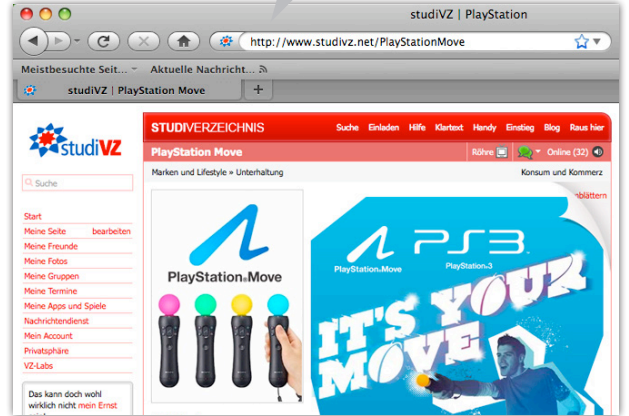 studiVZ | PlayStation
http://www.studivz.net/PlayStationMove
Meistbesuchte Seit... Aktuelle Nachricht...
studiVZ | PlayStation Move
+
studiVZ
Suche
Start
Meine Seite bearbeiten
Meine Freunde
Meine Fotos
Meine Gruppen
Meine Termine
Meine Apps und Spiele
Nachrichtendienst
Mein Account
Privatsphäre
VZ-Labs
Das kann doch wohl
wirklich nicht mein Ernst
STUDIVERZEICHNIS
Suche Einladen Hilfe Klartext Handy Einstieg Blog Raus hier
PlayStation Move
Röhre Online (32)
Marken und Lifestyle » Unterhaltung
Konsum und Kommerz
PlayStation®Move
PlayStation®Move
PS3
PlayStation®3
IT'S YOUR
MOVE